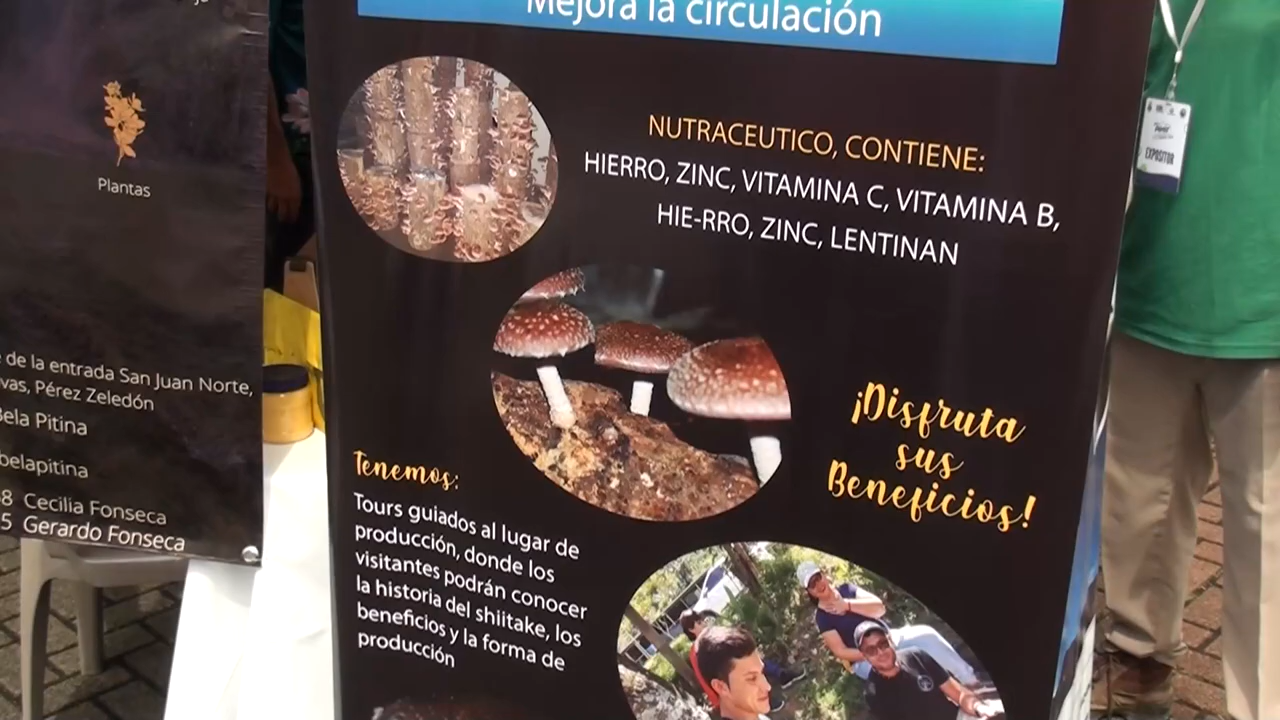 Plantas
de la entrada San Juan Norte,
vas, Pérez Zeledón
Bela Pitina
belapitina
8 Cecilia Fonseca
5 Gerardo Fonseca
Mejora la circulación
NUTRACEUTICO, CONTIENE:
HIERRO, ZINC, VITAMINA C, VITAMINA B,
HIE-RRO, ZINC, LENTINAN
¡Disfruta
sus
Beneficios!
Tenemos:
Tours guiados al lugar de
producción, donde los
visitantes podrán conocer
la historia del shiitake, los
beneficios y la forma de
producción
EXPOSITOR